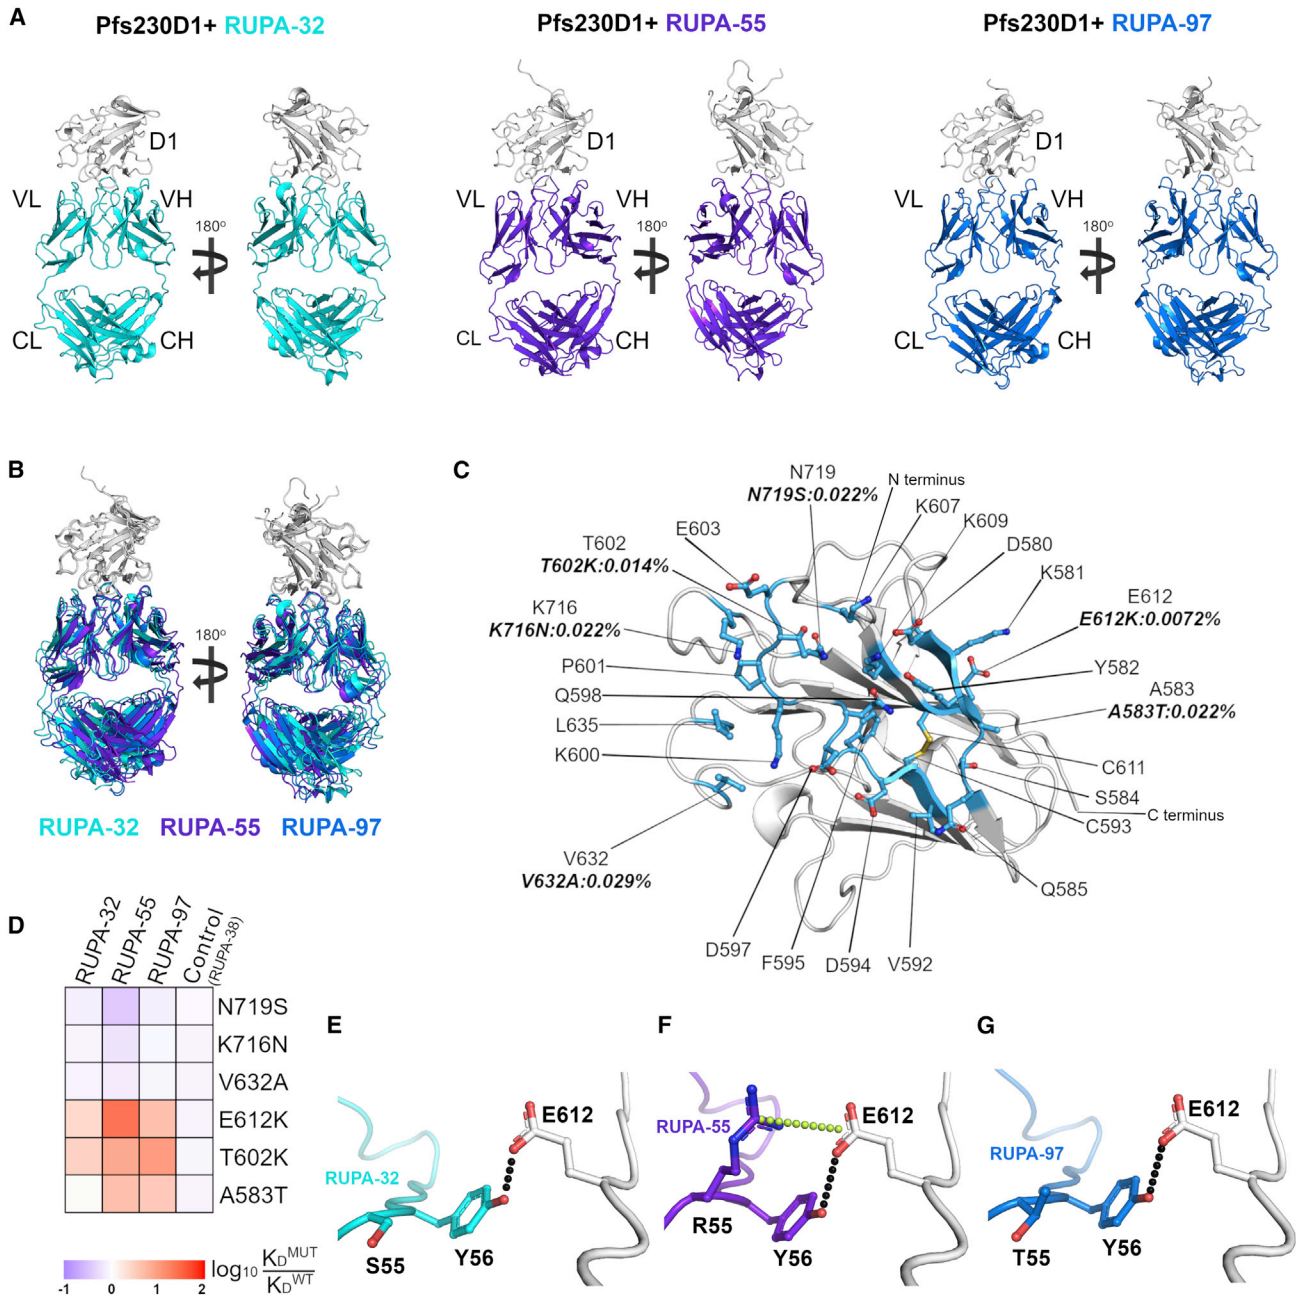 A
Pfs230D1+ RUPA-32
Pfs230D1+ RUPA-55
Pfs230D1+ RUPA-97
D1
VL
VH
180°
CL
CH
D1
VL
VH
180°
CL
CH
D1
VL
VH
180°
CL
CH
B
180°
RUPA-32 RUPA-55 RUPA-97
C
N719
N719S:0.022%
N terminus
K607
K609
D580
K581
E612
E612K:0.0072%
Y582
A583
A583T:0.022%
C611
S584
C terminus
C593
Q585
V592
D594
F595
D597
V632
V632A:0.029%
K600
L635
Q598
P601
K716
K716N:0.022%
T602
T602K:0.014%
E603
D
RUPA-32
RUPA-55
RUPA-97
Control
(RUPA-38)
N719S
K716N
V632A
E612K
T602K
A583T
-1 0 1 2
log10 KD^MUT
KD^WT
E
E612
RUPA-32
S55
Y56
F
RUPA-55
E612
R55
Y56
G
E612
RUPA-97
T55
Y56